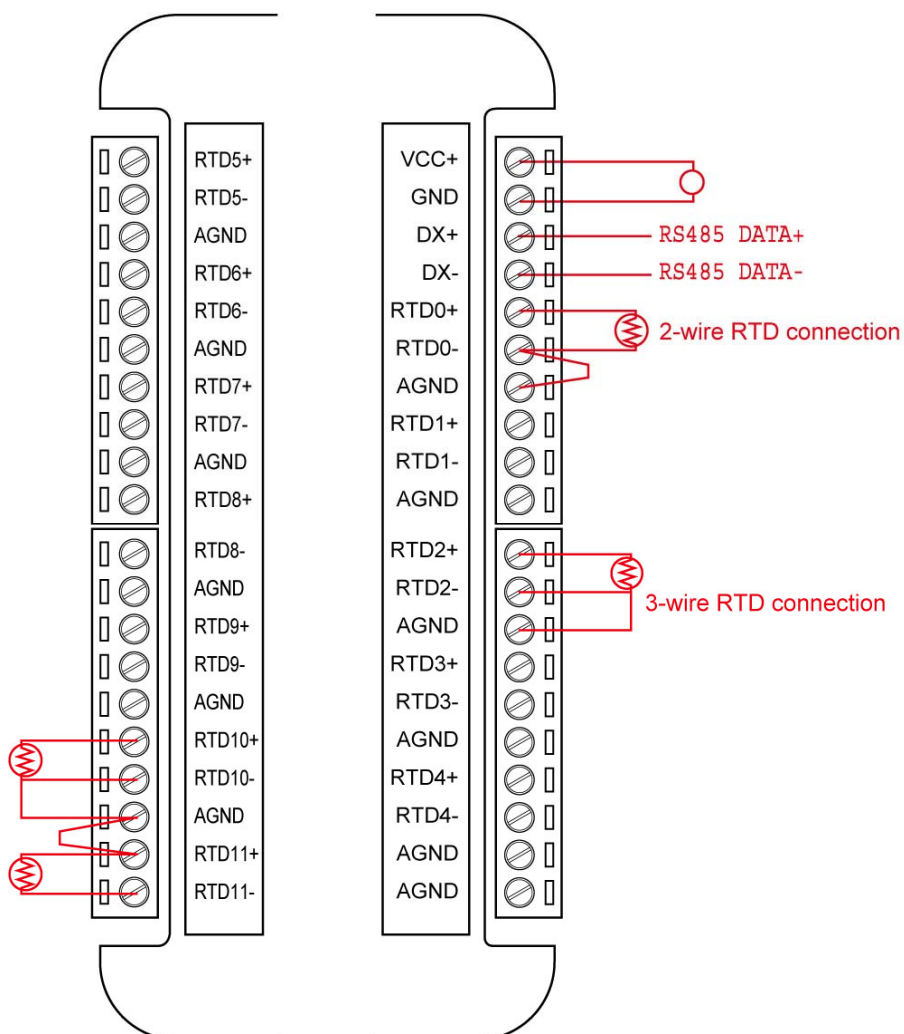 RTD5+
RTD5-
AGND
RTD6+
RTD6-
AGND
RTD7+
RTD7-
AGND
RTD8+
RTD8-
AGND
RTD9+
RTD9-
AGND
RTD10+
RTD10-
AGND
RTD11+
RTD11-
VCC+
GND
DX+
DX-
RTD0+
RTD0-
AGND
RTD1+
RTD1-
AGND
RTD2+
RTD2-
AGND
RTD3+
RTD3-
AGND
RTD4+
RTD4-
AGND
AGND
RS485 DATA+
RS485 DATA-
2-wire RTD connection
3-wire RTD connection